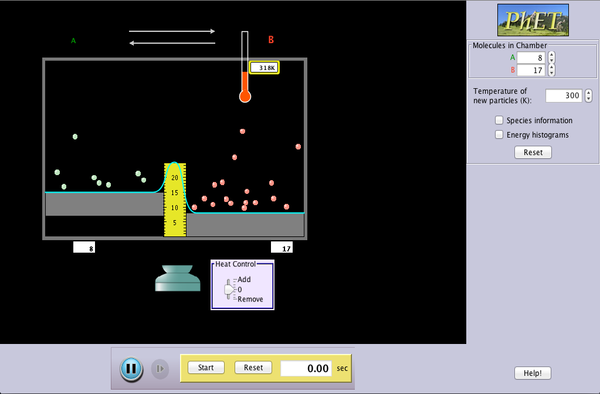 A
B
318K
20
15
10
5
8
17
Heat Control
Add
0
Remove
Start
Reset
0.00
sec
PhET
Molecules in Chamber
A 8
B 17
Temperature of
new particles (K): 300
Species information
Energy histograms
Reset
Help!